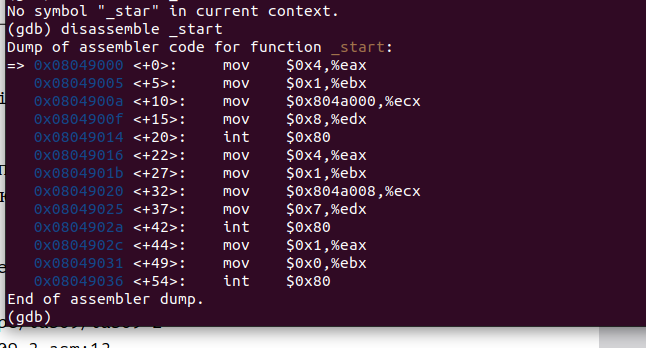 No symbol "_star" in current context.
(gdb) disassemble _start
Dump of assembler code for function _start:
=> 0x08049000 <+0>: mov $0x4,%eax
0x08049005 <+5>: mov $0x1,%ebx
0x0804900a <+10>: mov $0x804a000,%ecx
0x0804900f <+15>: mov $0x8,%edx
0x08049014 <+20>: int $0x80
0x08049016 <+22>: mov $0x4,%eax
0x0804901b <+27>: mov $0x1,%ebx
0x08049020 <+32>: mov $0x804a008,%ecx
0x08049025 <+37>: mov $0x7,%edx
0x0804902a <+42>: int $0x80
0x0804902c <+44>: mov $0x1,%eax
0x08049031 <+49>: mov $0x0,%ebx
0x08049036 <+54>: int $0x80
End of assembler dump.
(gdb)